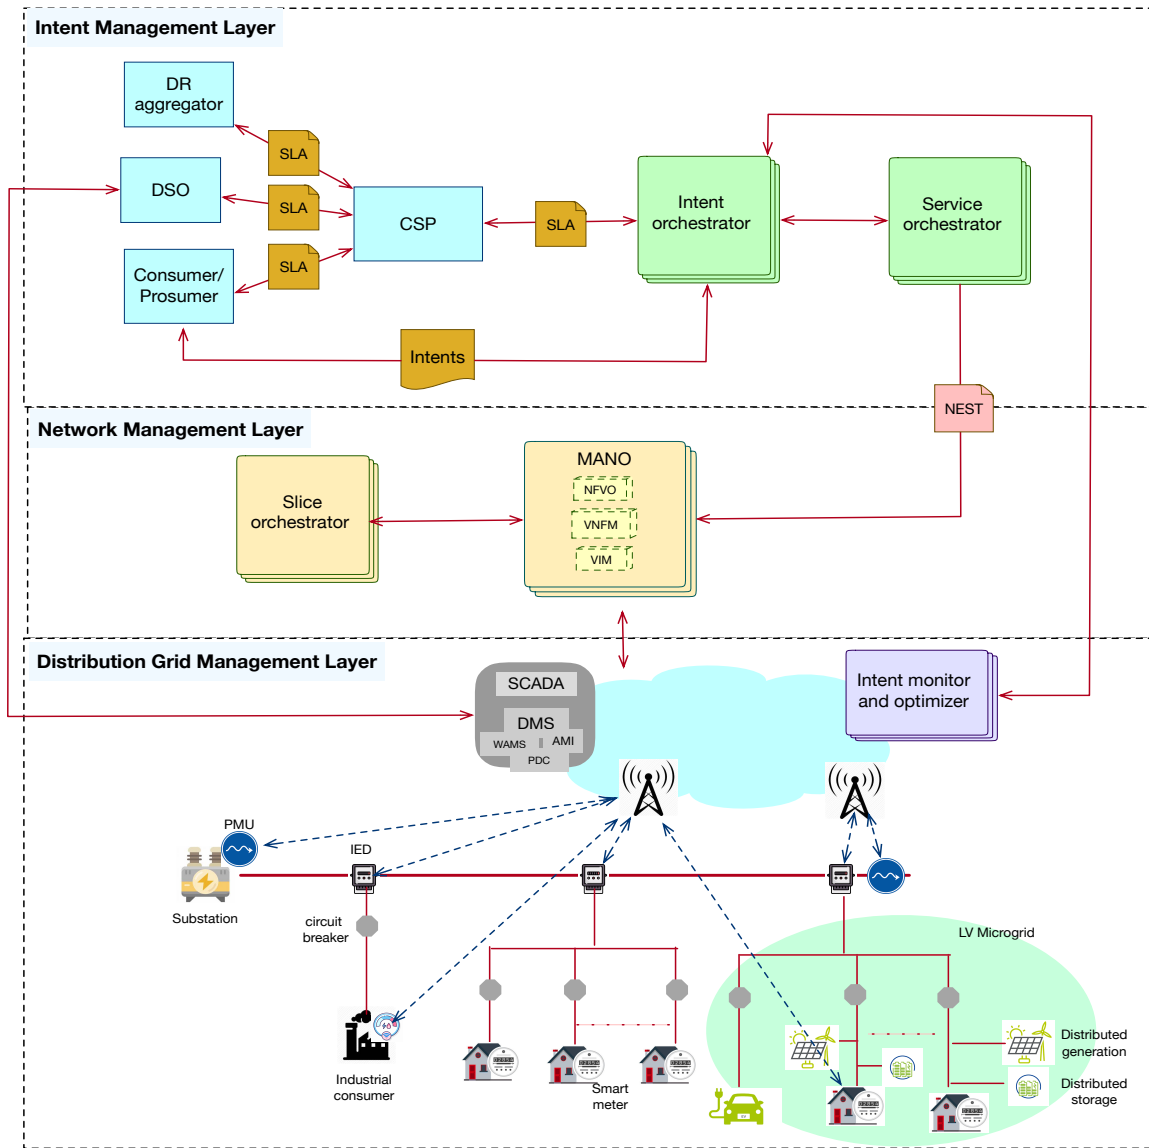 Intent Management Layer
DR
aggregator
SLA
DSO
SLA
CSP
SLA
Intent
orchestrator
Service
orchestrator
Consumer/
Prosumer
SLA
Intents
NEST
Network Management Layer
MANO
NFVO
VNFM
VIM
Slice
orchestrator
Distribution Grid Management Layer
SCADA
DMS
WAMS
AMI
PDC
Intent monitor
and optimizer
PMU
IED
Substation
circuit
breaker
LV Microgrid
Industrial
consumer
Smart
meter
Distributed
generation
Distributed
storage